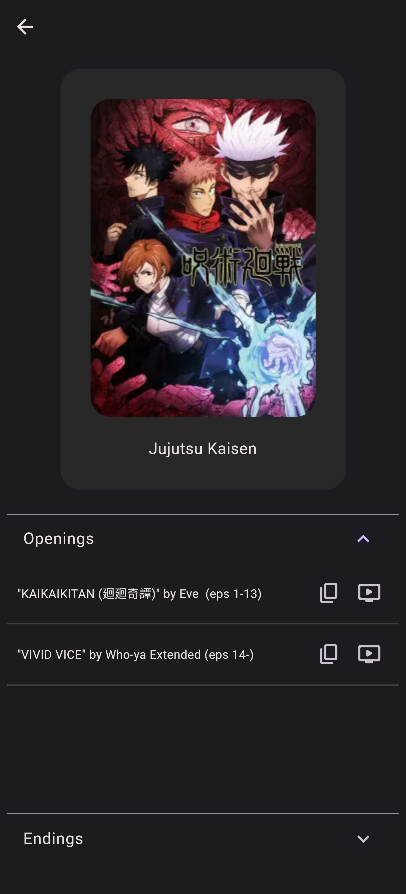 呪術廻戦
Jujutsu Kaisen
Openings
"KAIKAIKITAN (廻廻奇譚)" by Eve  (eps 1-13)
"VIVID VICE" by Who-ya Extended (eps 14-)
Endings